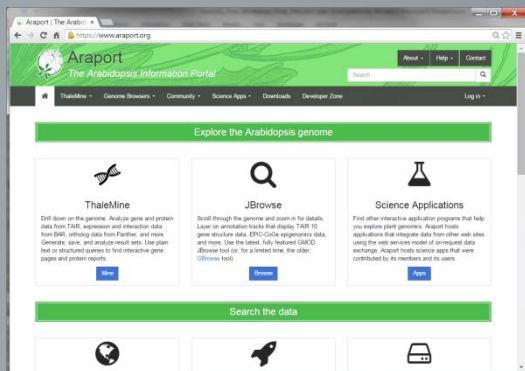 Araport | The Arabid
https://www.araport.org
Araport
The Arabidopsis Information Portal
About
Help
Contact
Search
ThaleMine
Genome Browsers
Community
Science Apps
Downloads
Developer Zone
Log in
Explore the Arabidopsis genome
ThaleMine
Drill down on the genome. Analyze gene and protein
data from TAIR, expression and interaction data
from BAR, ortholog data from Panther, and more.
Generate, save, and analyze result sets. Use plain
text or structured queries to find interactive gene
pages and protein reports.
Mine
JBrowse
Scroll through the genome and zoom in for details.
Layer on annotation tracks that display TAIR 10
gene structure data, EPIC-CoGe epigenomics data,
and more. Use the latest, fully featured GMOD
JBrowse tool (or, for a limited time, the older
GBrowse tool).
Browse
Science Applications
Find other interactive application programs that help
you explore plant genomics. Araport hosts
applications that integrate data from other web sites
using the web services model of on-request data
exchange. Araport hosts science apps that were
contributed by its members and its users.
Apps
Search the data